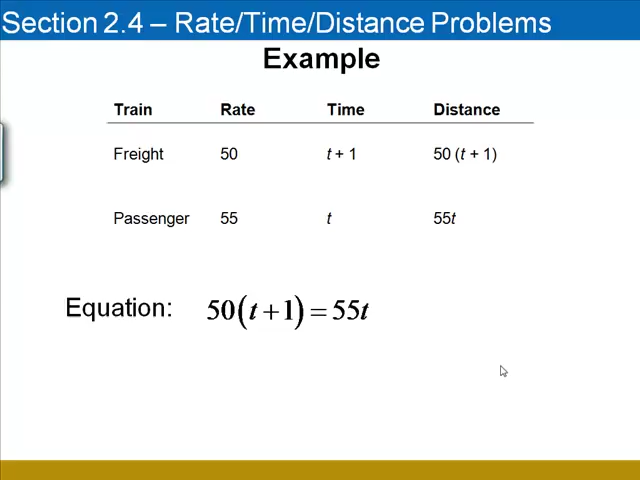 Section 2.4 – Rate/Time/Distance Problems
Example
Train Rate Time Distance
Freight 50 t + 1 50 (t + 1)
Passenger 55 t 55t
Equation: 50(t + 1) = 55t